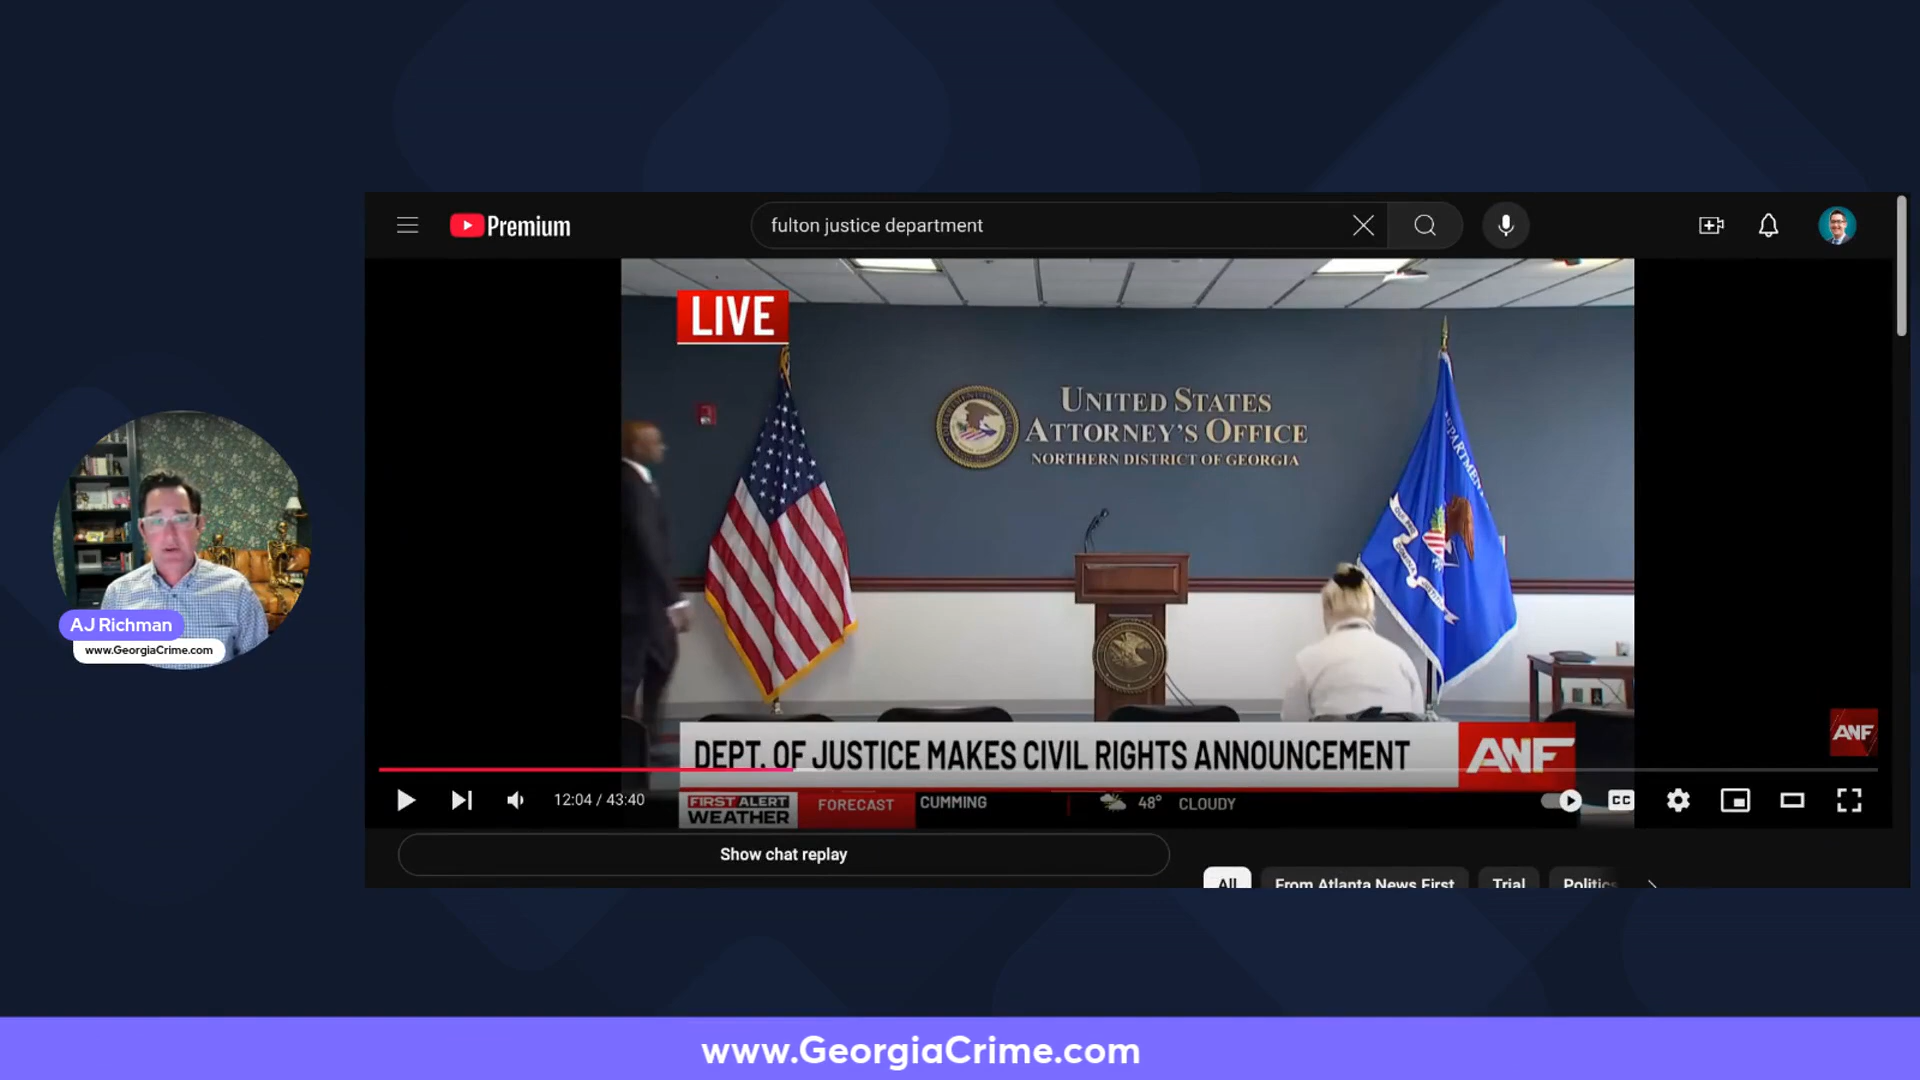 Premium
fulton justice department
LIVE
UNITED STATES
ATTORNEY'S OFFICE
NORTHERN DISTRICT OF GEORGIA
AJ Richman
www.GeorgiaCrime.com
DEPT. OF JUSTICE MAKES CIVIL RIGHTS ANNOUNCEMENT
ANF
ANF
12:04 / 43:40
CC
FIRST ALERT
WEATHER
FORECAST
CUMMING
48° CLOUDY
Show chat replay
All
From Atlanta News First
Trial
Politics
www.GeorgiaCrime.com